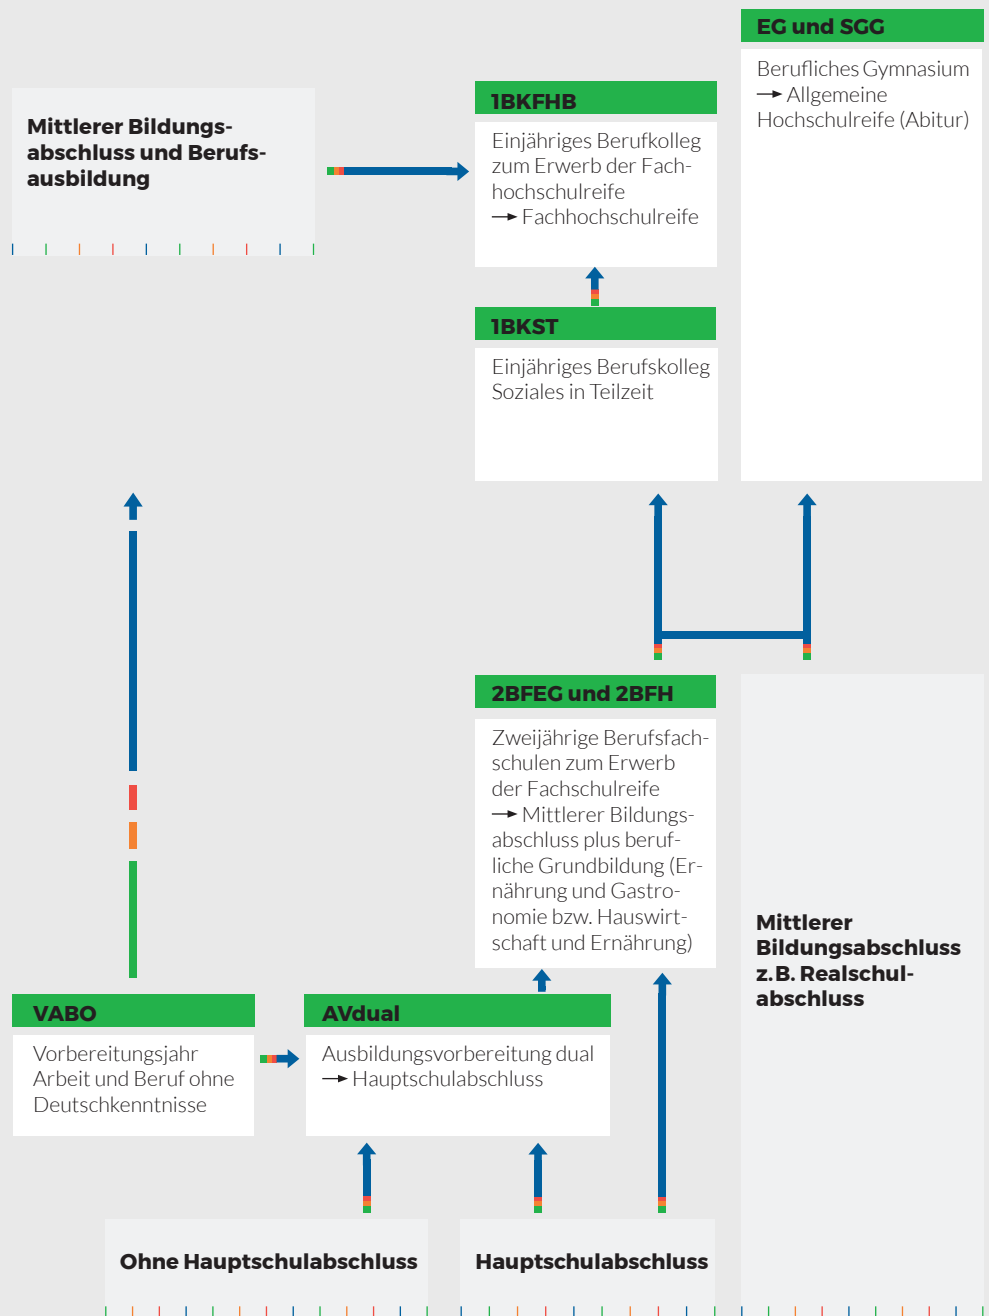 EG und SGG
Berufliches Gymnasium
→ Allgemeine
Hochschulreife (Abitur)
Mittlerer Bildungs-
abschluss und Berufs-
ausbildung
1BKFHB
Einjähriges Berufkolleg
zum Erwerb der Fach-
hochschulreife
→ Fachhochschulreife
1BKST
Einjähriges Berufskolleg
Soziales in Teilzeit
2BFEG und 2BFH
Zweijährige Berufsfach-
schulen zum Erwerb
der Fachschulreife
→ Mittlerer Bildungs-
abschluss plus beruf-
liche Grundbildung (Er-
nährung und Gastro-
nomie bzw. Hauswirt-
schaft und Ernährung)
Mittlerer
Bildungsabschluss
z.B. Realschul-
abschluss
VABO
Vorbereitungsjahr
Arbeit und Beruf ohne
Deutschkenntnisse
AVdual
Ausbildungsvorbereitung dual
→ Hauptschulabschluss
Ohne Hauptschulabschluss
Hauptschulabschluss